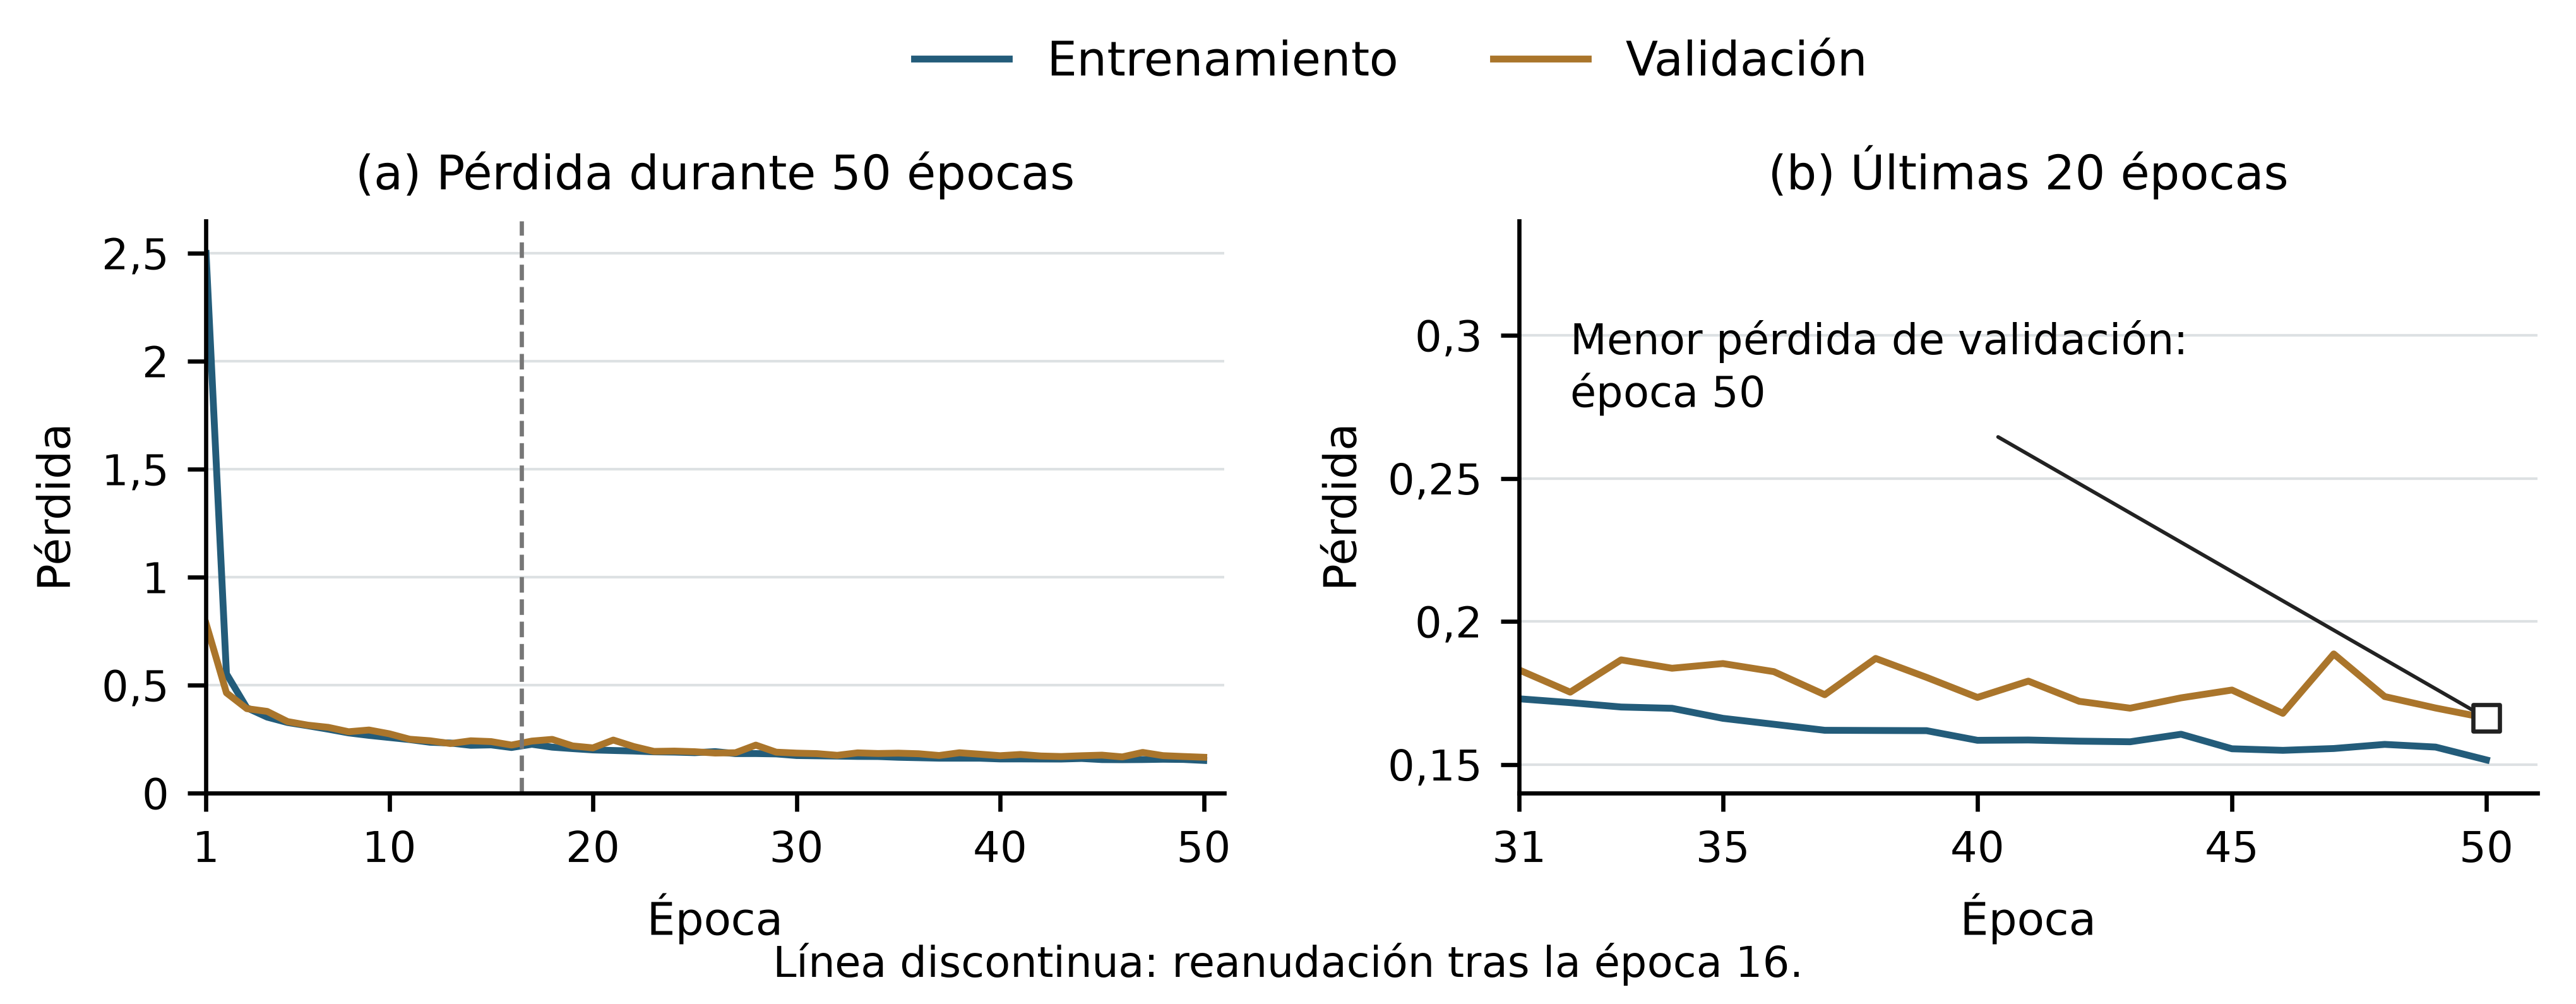 Entrenamiento
Validación
(a) Pérdida durante 50 épocas
Pérdida
2,5
2
1,5
1
0,5
0
1
10
20
30
40
50
Época
(b) Últimas 20 épocas
Pérdida
0,3
0,25
0,2
0,15
Menor pérdida de validación:
época 50
31
35
40
45
50
Época
Línea discontinua: reanudación tras la época 16.